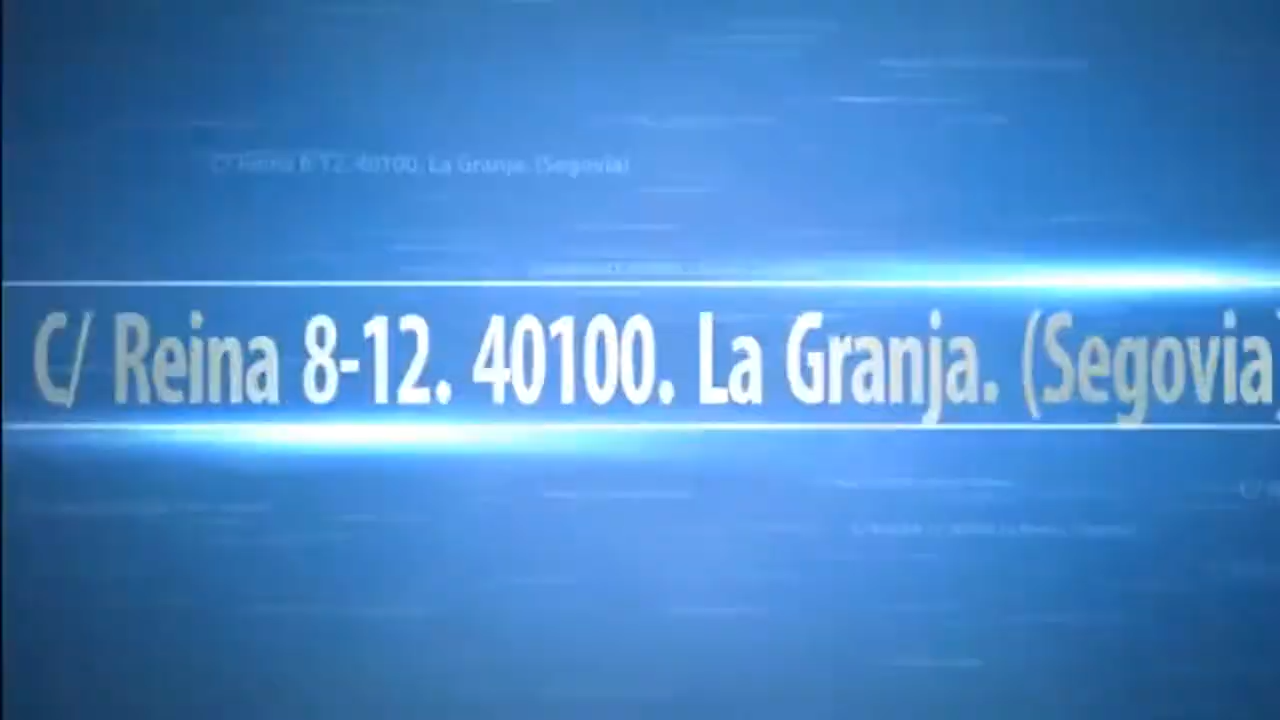 C/ Reina 8-12. 40100. La Granja. (Segovia)
C/ Reina 8-12. 40100. La Granja. (Segovia)